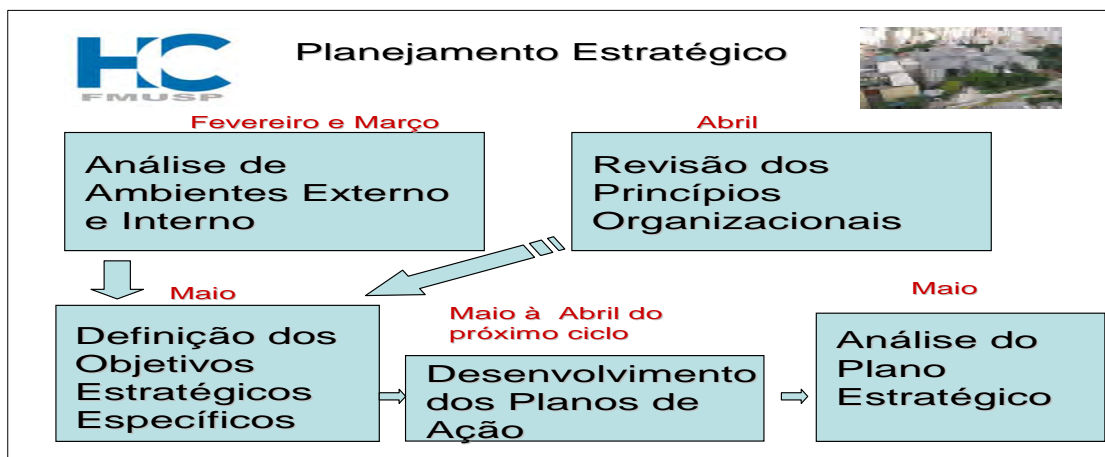 HC
FMUSP
Planejamento Estratégico
Fevereiro e Março
Análise de
Ambientes Externo
e Interno
Abril
Revisão dos
Princípios
Organizacionais
Maio
Definição dos
Objetivos
Estratégicos
Específicos
Maio à Abril do
próximo ciclo
Desenvolvimento
dos Planos de
Ação
Maio
Análise do
Plano
Estratégico